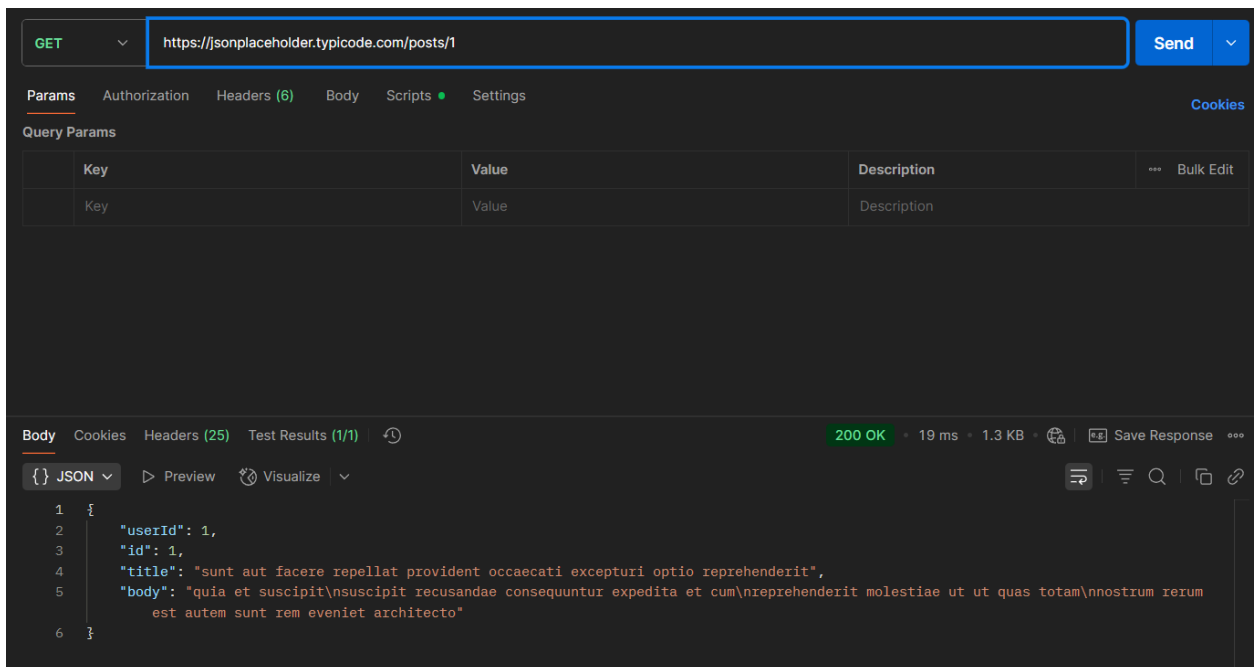 GET https://jsonplaceholder.typicode.com/posts/1 Send
Params Authorization Headers (6) Body Scripts Settings Cookies
Query Params
Key Value Description Bulk Edit
Key Value Description
Body Cookies Headers (25) Test Results (1/1) 200 OK 19 ms 1.3 KB e.g. Save Response
{} JSON Preview Visualize
1 {
2 "userId": 1,
3 "id": 1,
4 "title": "sunt aut facere repellat provident occaecati excepturi optio reprehenderit",
5 "body": "quia et suscipit\nsuscipit recusandae consequuntur expedita et cum\nreprehenderit molestiae ut ut quas totam\nnostrum rerum
est autem sunt rem eveniet architecto"
6 }